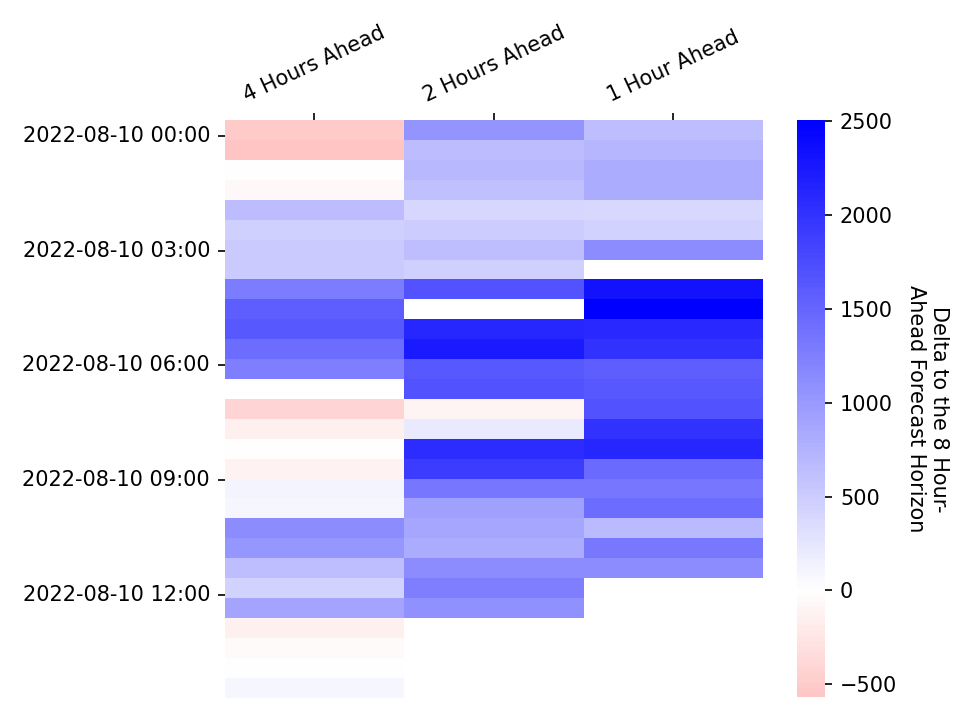 4 Hours Ahead
2 Hours Ahead
1 Hour Ahead
2022-08-10 00:00
2022-08-10 03:00
2022-08-10 06:00
2022-08-10 09:00
2022-08-10 12:00
2500
2000
1500
1000
500
0
−500
Delta to the 8 Hour-
Ahead Forecast Horizon